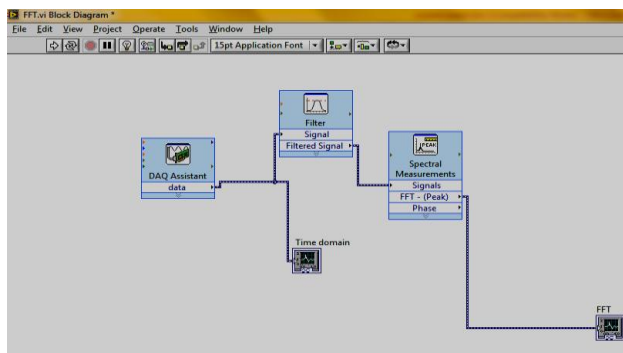 FFT.vi Block Diagram *
File Edit View Project Operate Tools Window Help
15pt Application Font
Filter
Signal
Filtered Signal
DAQ Assistant
data
PEAK
Spectral
Measurements
Signals
FFT - (Peak)
Phase
Time domain
FFT